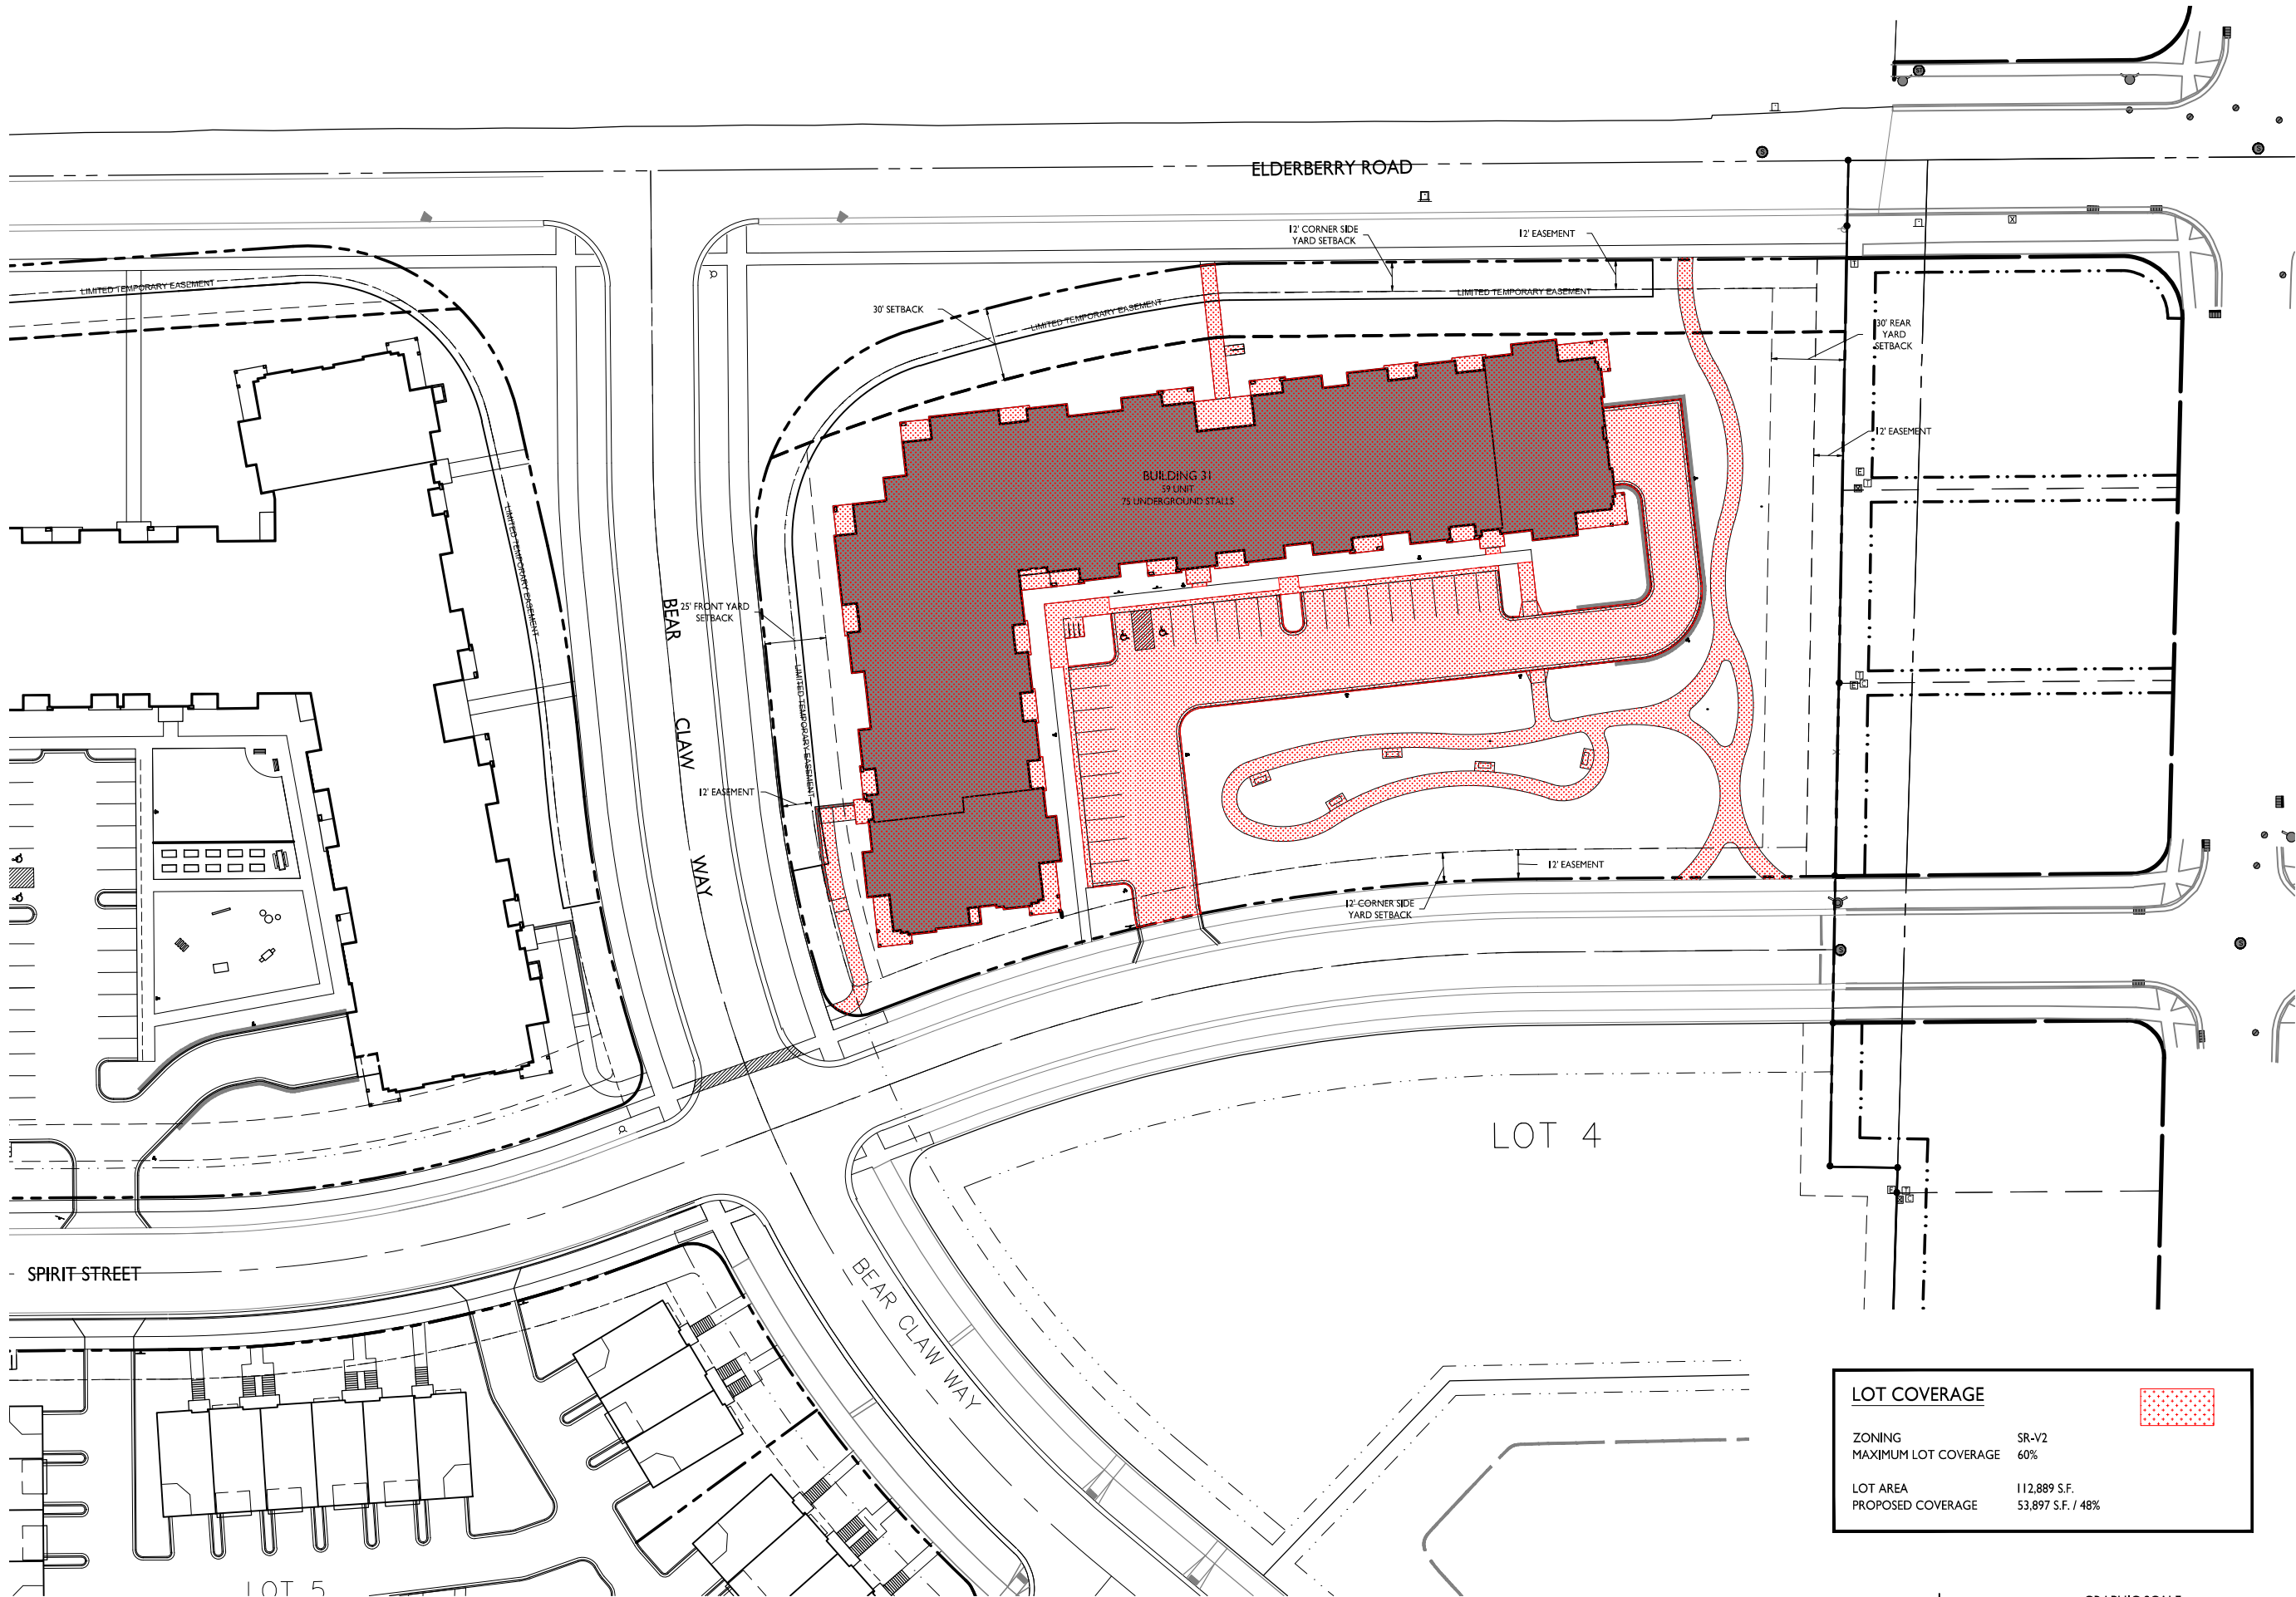 ELDERBERRY ROAD
12' CORNER SIDE
YARD SETBACK
12' EASEMENT
LIMITED TEMPORARY EASEMENT
LIMITED TEMPORARY EASEMENT
LIMITED TEMPORARY EASEMENT
30' SETBACK
30' REAR
YARD
SETBACK
12' EASEMENT
BUILDING 31
59 UNIT
75 UNDERGROUND STALLS
LIMITED TEMPORARY EASEMENT
BEAR
CLAW
WAY
25' FRONT YARD
SETBACK
LIMITED TEMPORARY EASEMENT
12' EASEMENT
12' EASEMENT
12' CORNER SIDE
YARD SETBACK
LOT 4
SPIRIT STREET
BEAR CLAW WAY
LOT 5
LOT COVERAGE
ZONING SR-V2
MAXIMUM LOT COVERAGE 60%
LOT AREA 112,889 S.F.
PROPOSED COVERAGE 53,897 S.F. / 48%